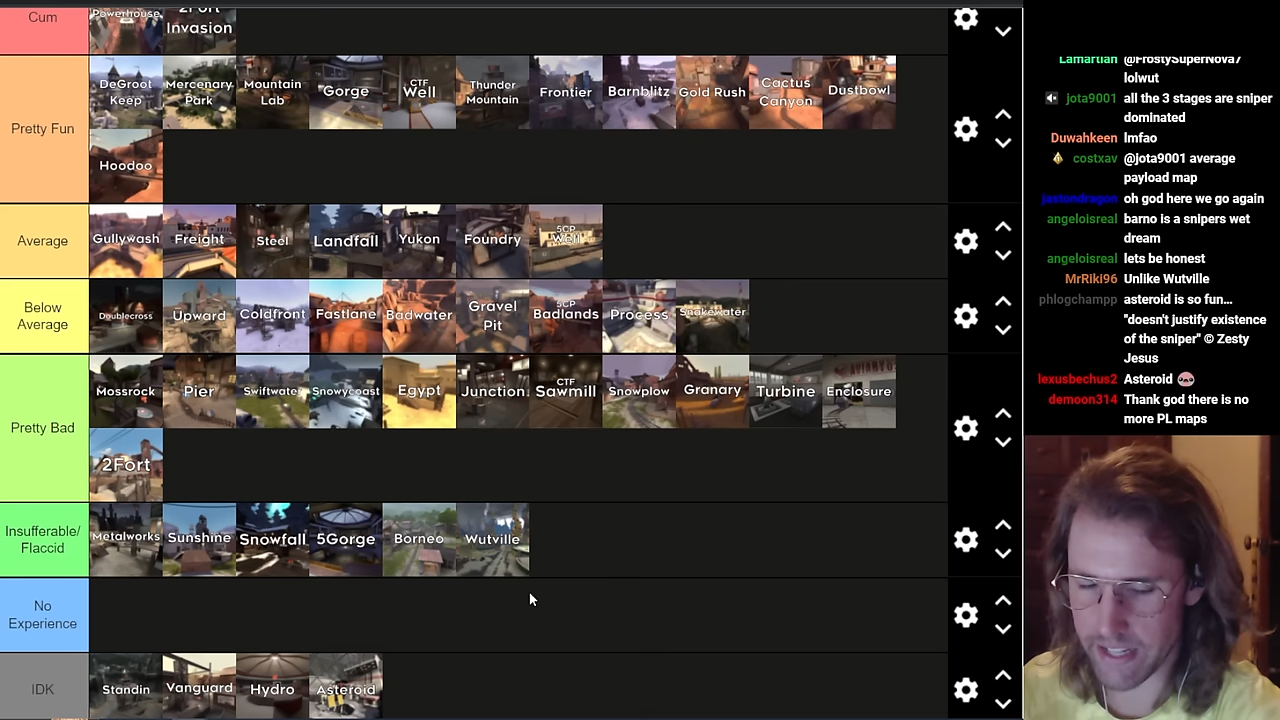 Cum
Powerhouse
2Fort
Invasion
Pretty Fun
DeGroot
Keep
Mercenary
Park
Mountain
Lab
Gorge
CTF
Well
Thunder
Mountain
Frontier
Barnblitz
Gold Rush
Cactus
Canyon
Dustbowl
Hoodoo
Average
Gullywash
Freight
Steel
Landfall
Yukon
Foundry
5CP
Well
Below
Average
Doublecross
Upward
Coldfront
Fastlane
Badwater
Gravel
Pit
5CP
Badlands
Process
Snakewater
Pretty Bad
Mossrock
Pier
Swiftwater
Snowycoast
Egypt
Junction
CTF
Sawmill
Snowplow
Granary
Turbine
Enclosure
2Fort
Insufferable/
Flaccid
Metalworks
Sunshine
Snowfall
5Gorge
Borneo
Wutville
No
Experience
IDK
Standin
Vanguard
Hydro
Asteroid
Lamartian @FrostySuperNova7
lolwut
jota9001 all the 3 stages are sniper
dominated
Duwahkeen lmfao
costxav @jota9001 average
payload map
jaxtondragon oh god here we go again
angeloisreal barno is a snipers wet
dream
angeloisreal lets be honest
MrRiki96 Unlike Wutville
phlogchampp asteroid is so fun...
"doesn't justify existence
of the sniper" © Zesty
Jesus
lexusbechus2 Asteroid
demoon314 Thank god there is no
more PL maps